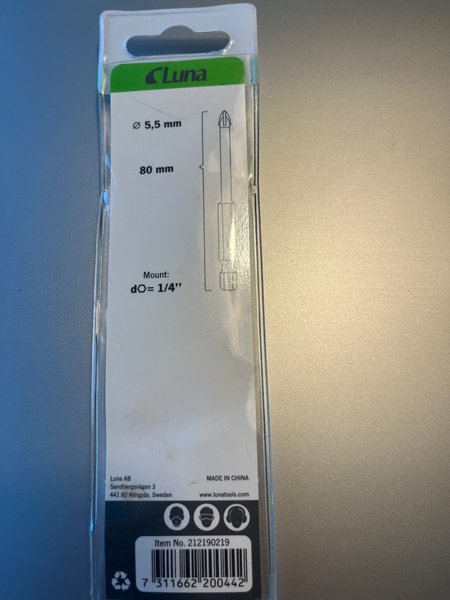 Luna
⌀ 5,5 mm
80 mm
Mount:
d⬡= 1/4’’
Luna AB
Sandbergsvägen 3
441 80 Alingsås, Sweden
MADE IN CHINA
www.lunatools.com
Item No. 212190219
7 311662 200442